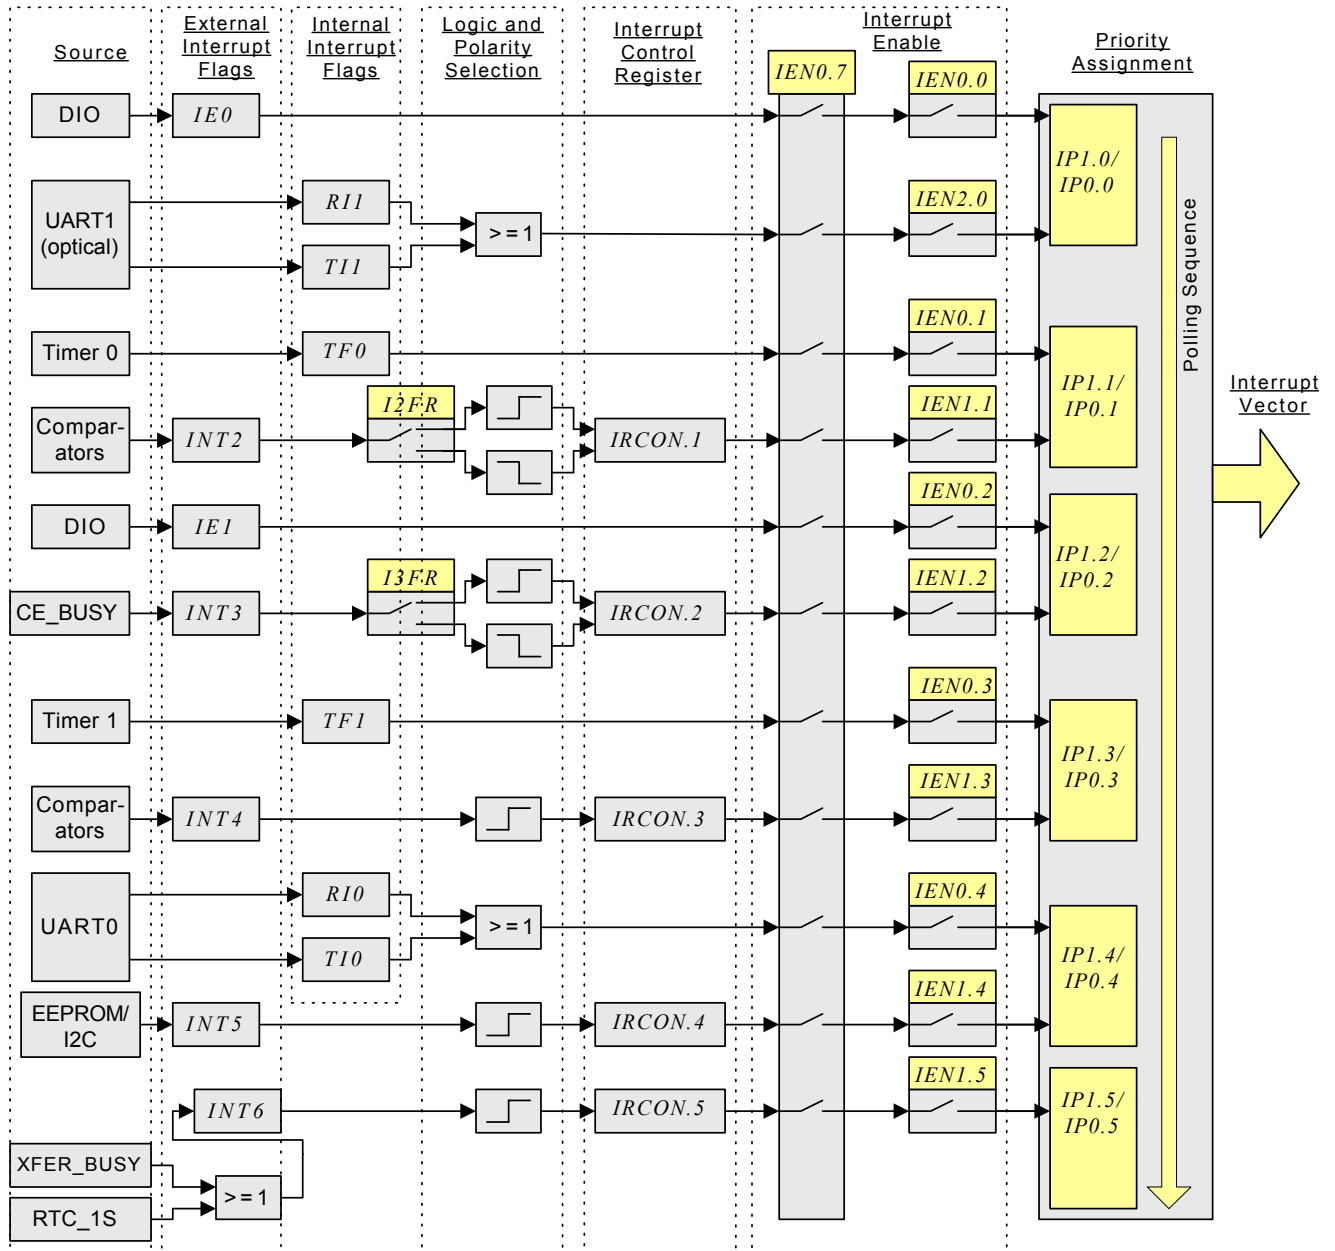 Source
External
Interrupt
Flags
Internal
Interrupt
Flags
Logic and
Polarity
Selection
Interrupt
Control
Register
Interrupt
Enable
Priority
Assignment
IEN0.7
IEN0.0
DIO
IE0
IP1.0/
IP0.0
UART1
(optical)
RI1
TI1
>=1
IEN2.0
Polling Sequence
Timer 0
TF0
IEN0.1
IP1.1/
IP0.1
Compar-
ators
INT2
I2FR
IRCON.1
IEN1.1
Interrupt
Vector
DIO
IE1
IEN0.2
IP1.2/
IP0.2
CE_BUSY
INT3
I3FR
IRCON.2
IEN1.2
Timer 1
TF1
IEN0.3
IP1.3/
IP0.3
Compar-
ators
INT4
IRCON.3
IEN1.3
UART0
RI0
TI0
>=1
IEN0.4
IP1.4/
IP0.4
EEPROM/
I2C
INT5
IRCON.4
IEN1.4
INT6
IRCON.5
IEN1.5
IP1.5/
IP0.5
XFER_BUSY
RTC_1S
>=1